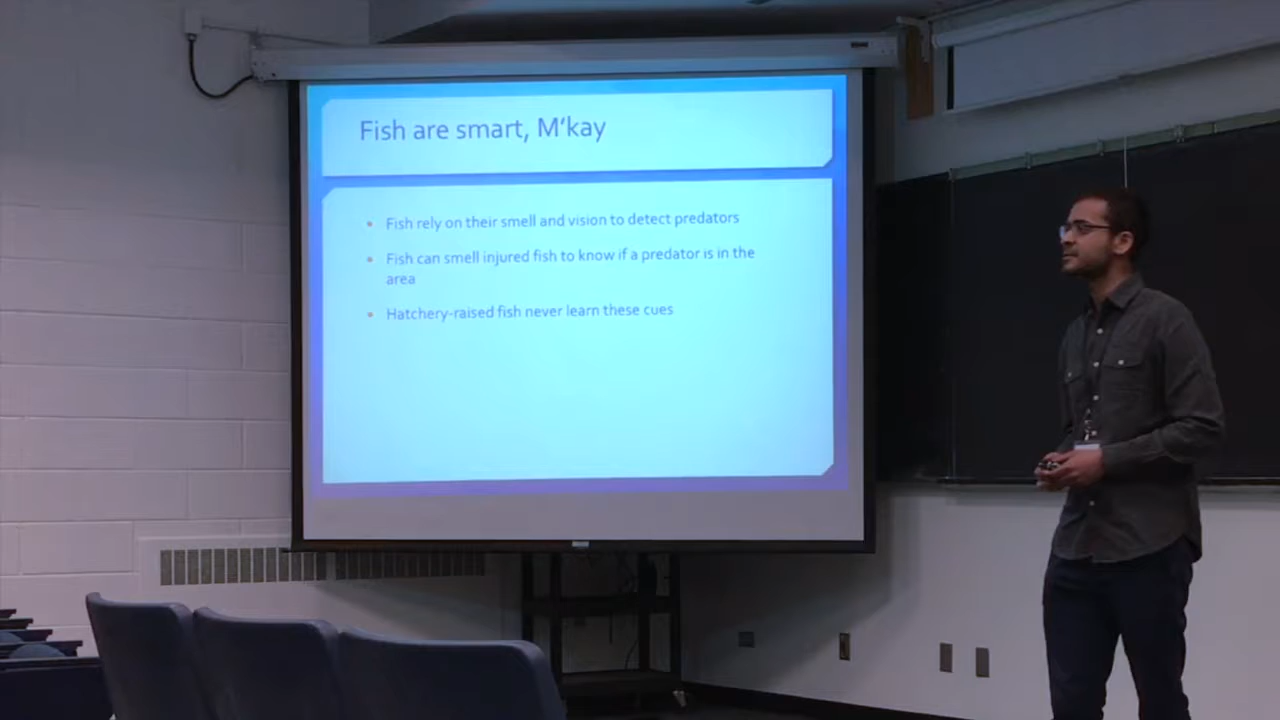 Fish are smart, M‘kay
Fish rely on their smell and vision to detect predators
Fish can smell injured fish to know if a predator is in the
area
Hatchery-raised fish never learn these cues